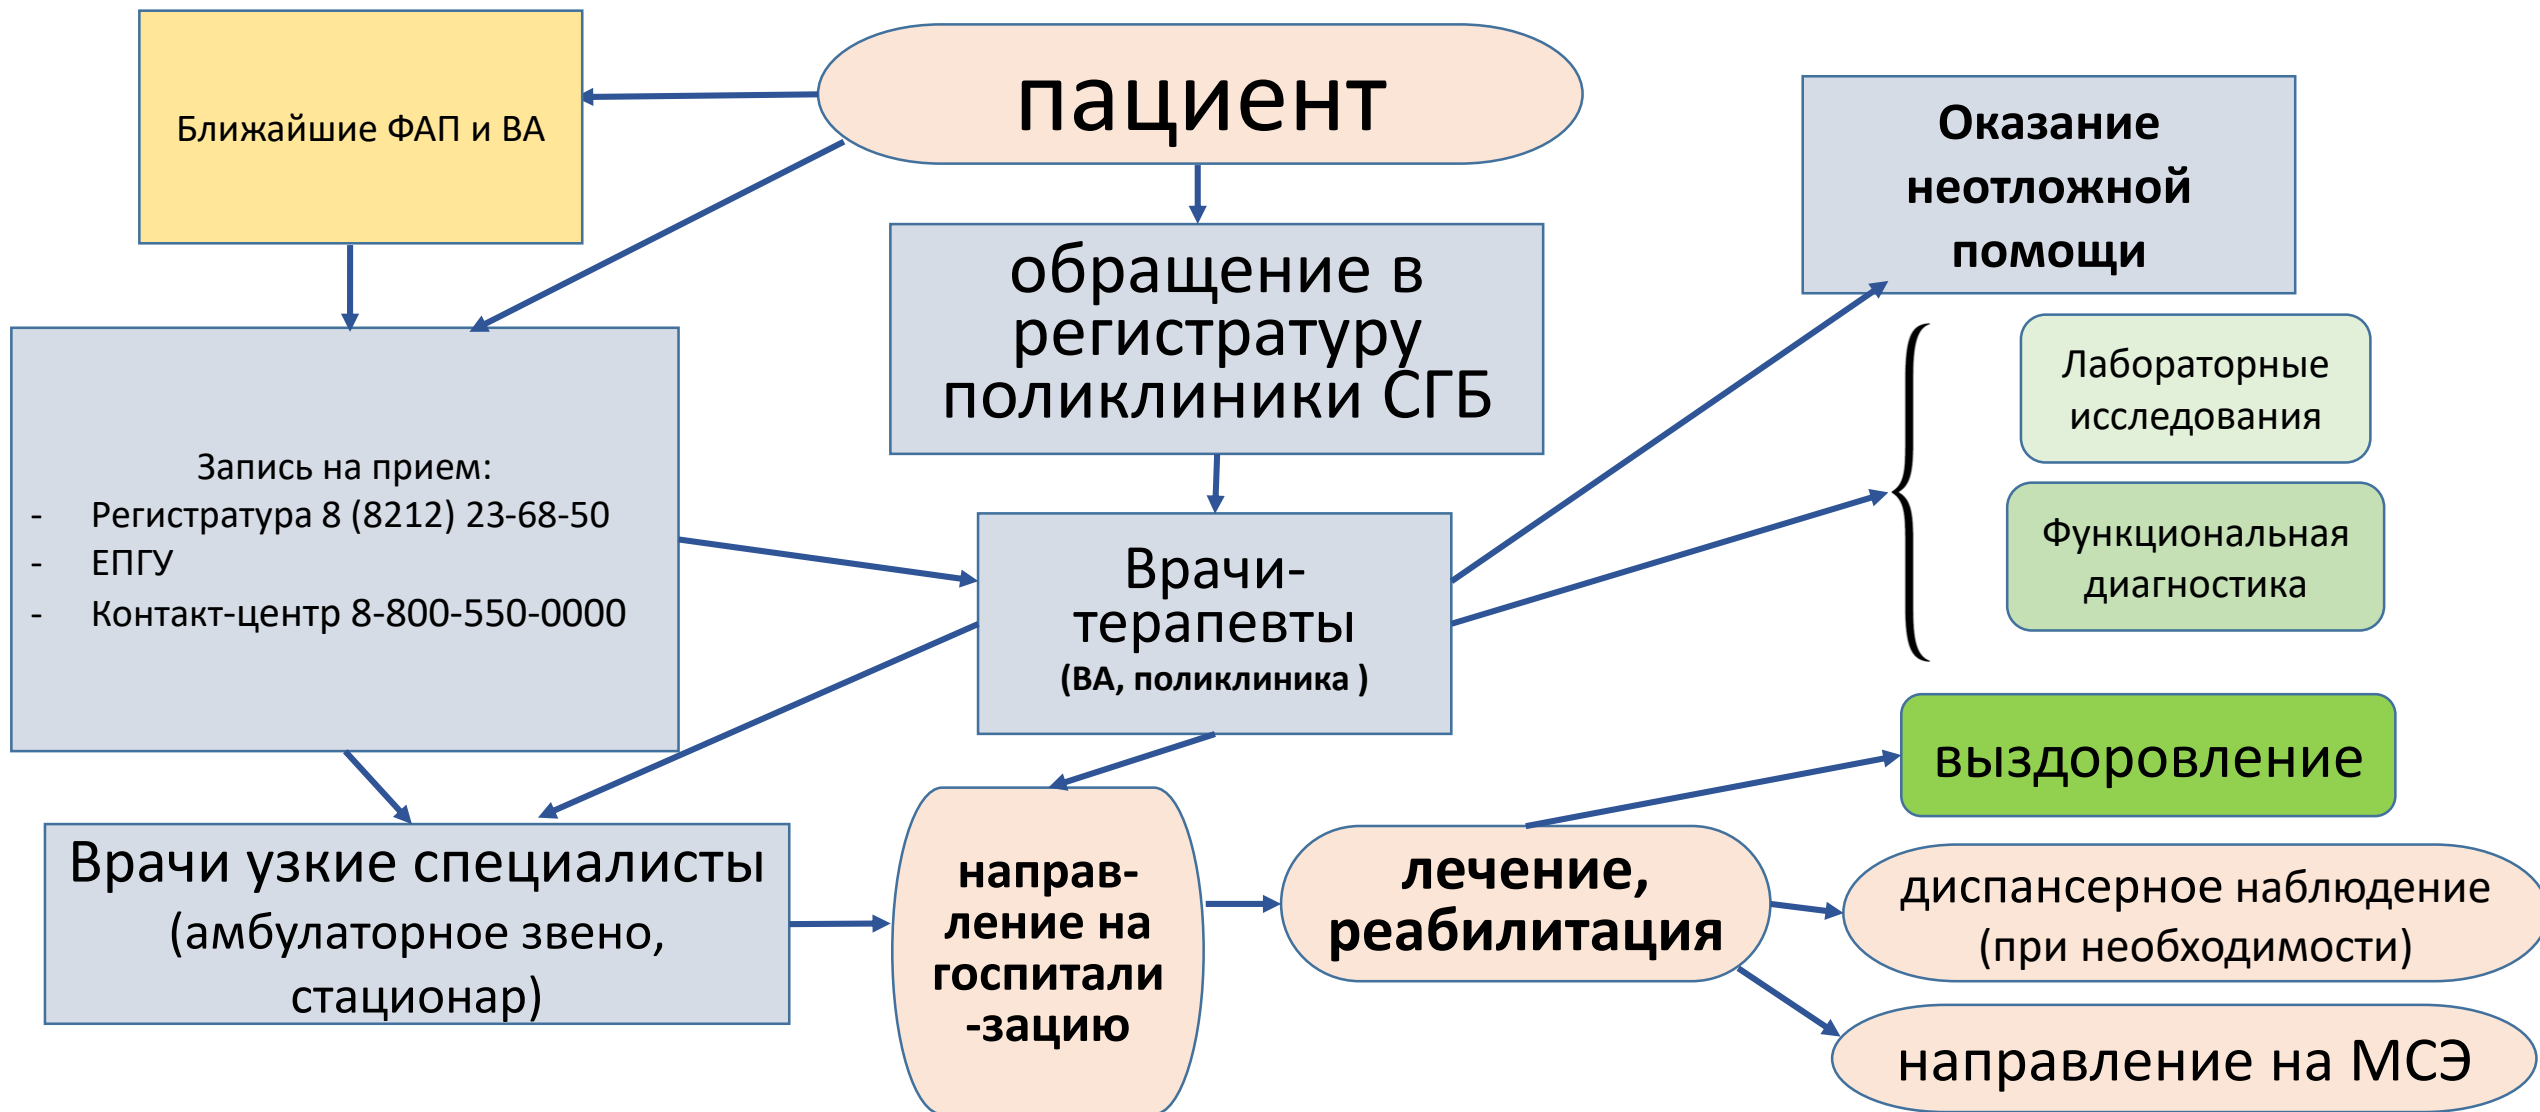 пациент
Ближайшие ФАП и ВА
Оказание
неотложной
помощи
обращение в
регистратуру
поликлиники СГБ
Лабораторные
исследования
Функциональная
диагностика
Запись на прием:
- Регистратура 8 (8212) 23-68-50
- ЕПГУ
- Контакт-центр 8-800-550-0000
Врачи-
терапевты
(ВА, поликлиника )
выздоровление
Врачи узкие специалисты
(амбулаторное звено,
стационар)
направ-
ление на
госпитали
-зацию
лечение,
реабилитация
диспансерное наблюдение
(при необходимости)
направление на МСЭ